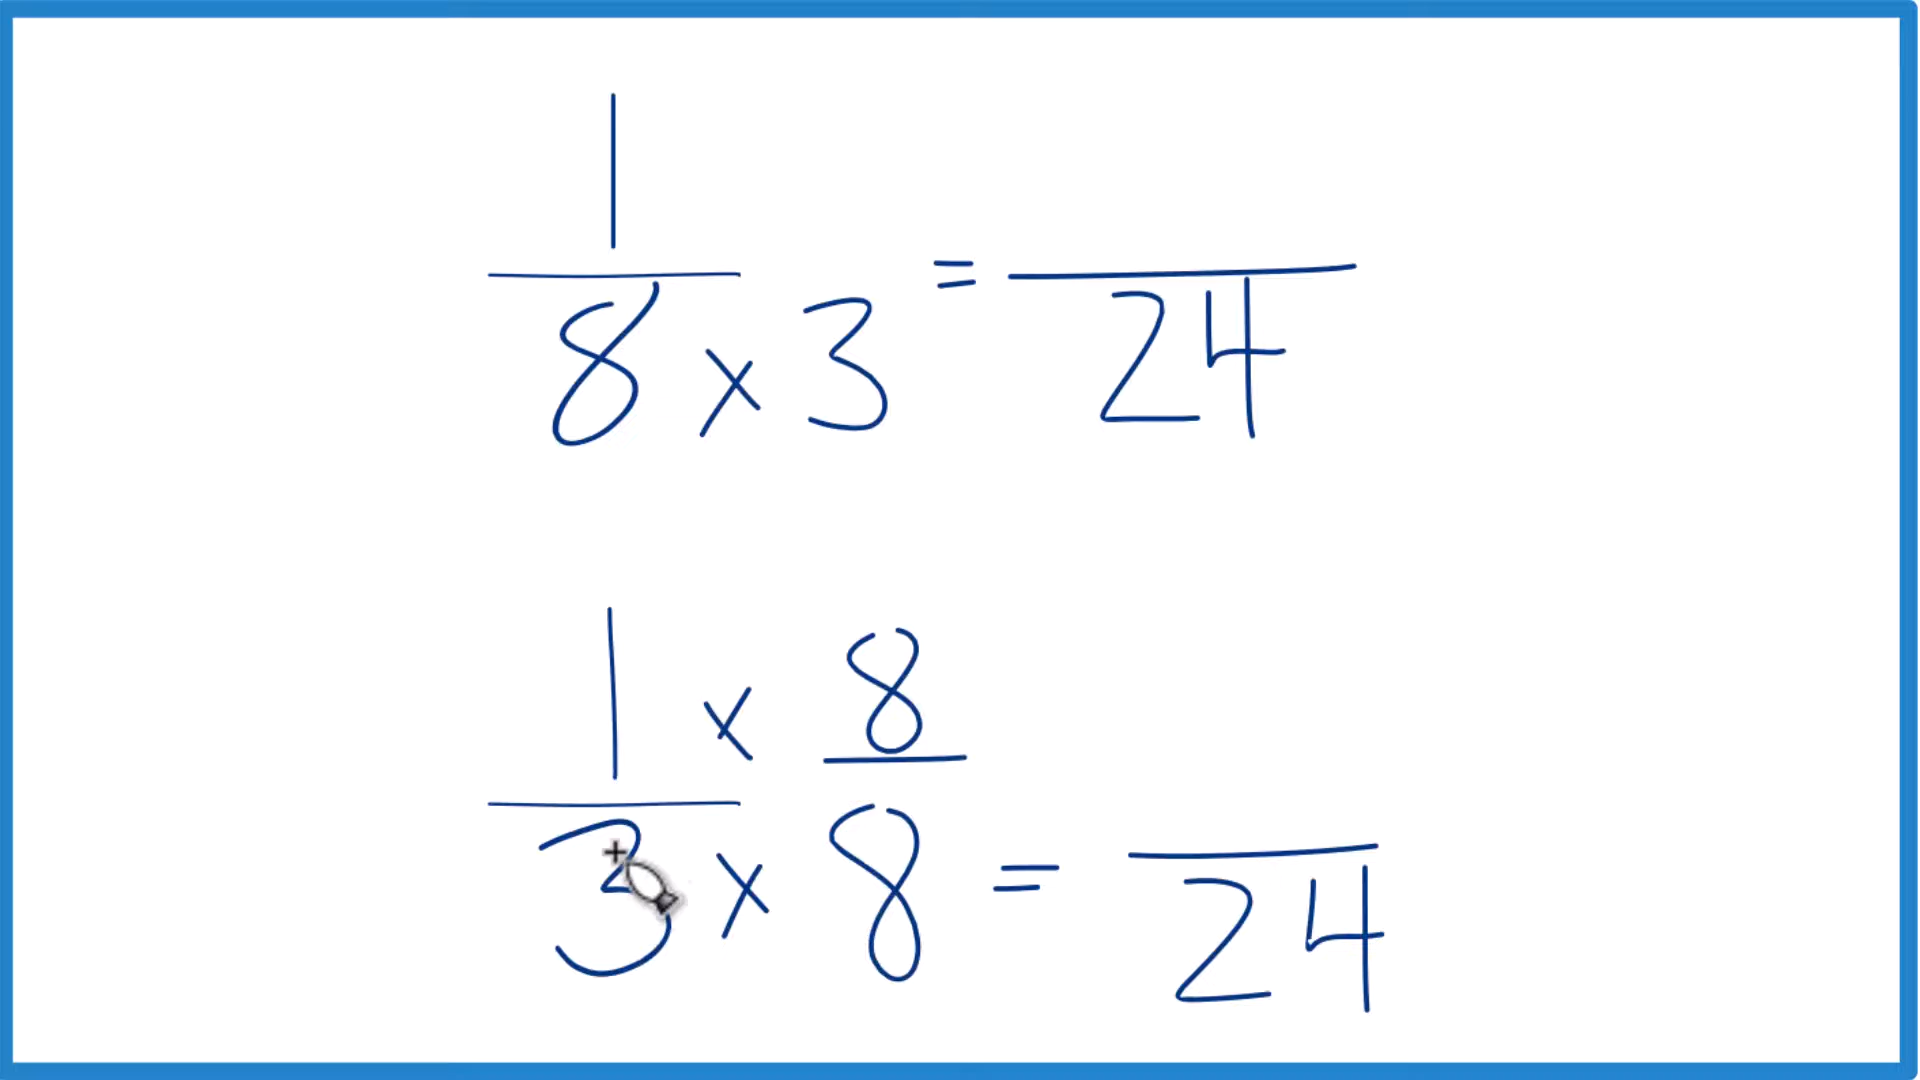 1
8 x 3 = 24
1 x 8
3 x 8 = 24